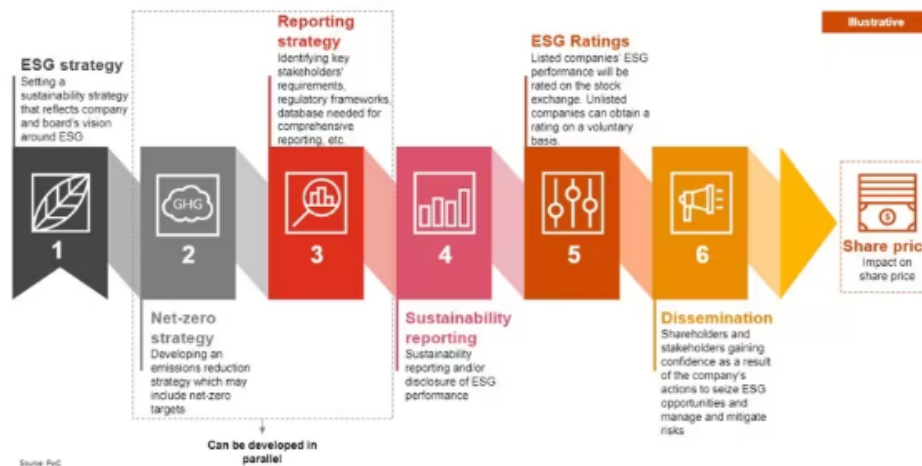 Illustrative
ESG strategy
Setting a
sustainability strategy
that reflects company
and board's vision
around ESG
1
GHG
2
Net-zero
strategy
Developing an
emissions reduction
strategy which may
include net-zero
targets
Reporting
strategy
Identifying key
stakeholders'
requirements,
regulatory frameworks,
database needed for
comprehensive
reporting, etc.
3
Can be developed in
parallel
4
Sustainability
reporting
Sustainability
reporting and/or
disclosure of ESG
performance
ESG Ratings
Listed companies' ESG
performance will be
rated on the stock
exchange. Unlisted
companies can obtain a
rating on a voluntary
basis.
5
6
Dissemination
Shareholders and
stakeholders gaining
confidence as a result
of the company's
actions to seize ESG
opportunities and
manage and mitigate
risks
$
Share pric
Impact on
share price
Source: PwC